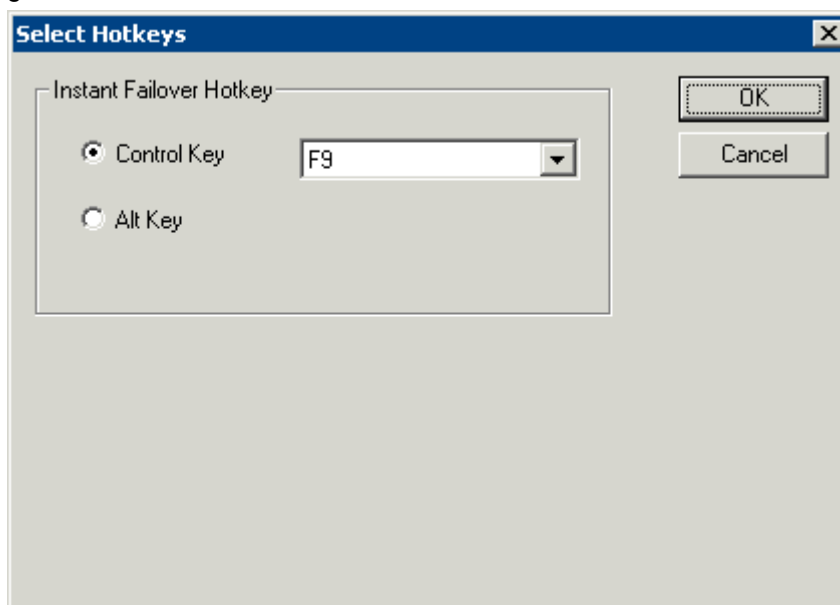 Select Hotkeys
Instant Failover Hotkey
OK
Control Key F9
Cancel
Alt Key